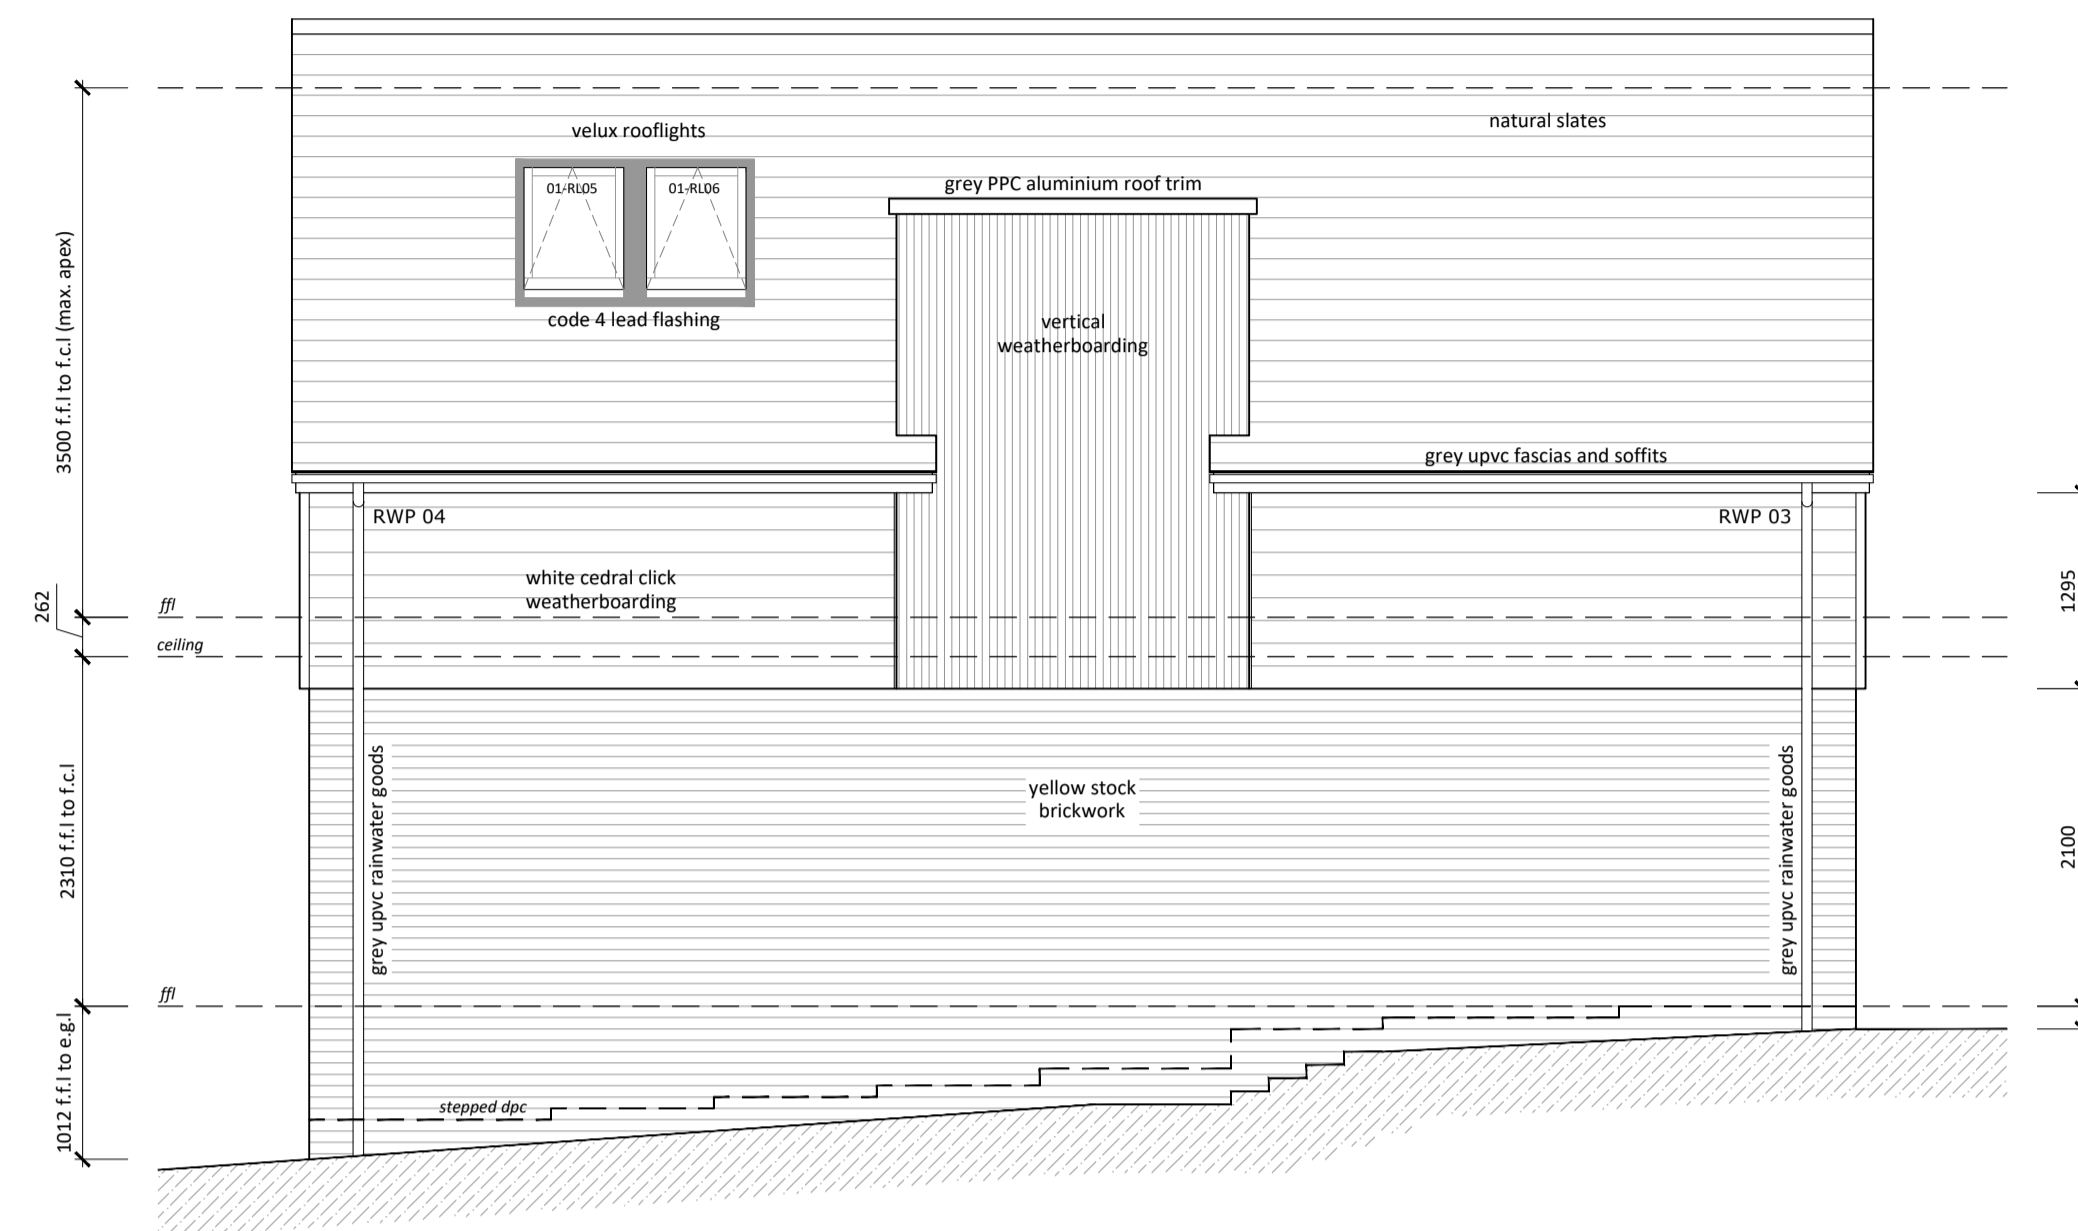 velux rooflights
natural slates
01-RL05
01-RL06
grey PPC aluminium roof trim
code 4 lead flashing
vertical
weatherboarding
grey upvc fascias and soffits
RWP 04
RWP 03
white cedral click
weatherboarding
3500 f.f.l to f.c.l (max. apex)
262
ffl
ceiling
1295
yellow stock
brickwork
grey upvc rainwater goods
grey upvc rainwater goods
2310 f.f.l to f.c.l
2100
ffl
stepped dpc
1012 f.f.l to e.g.l